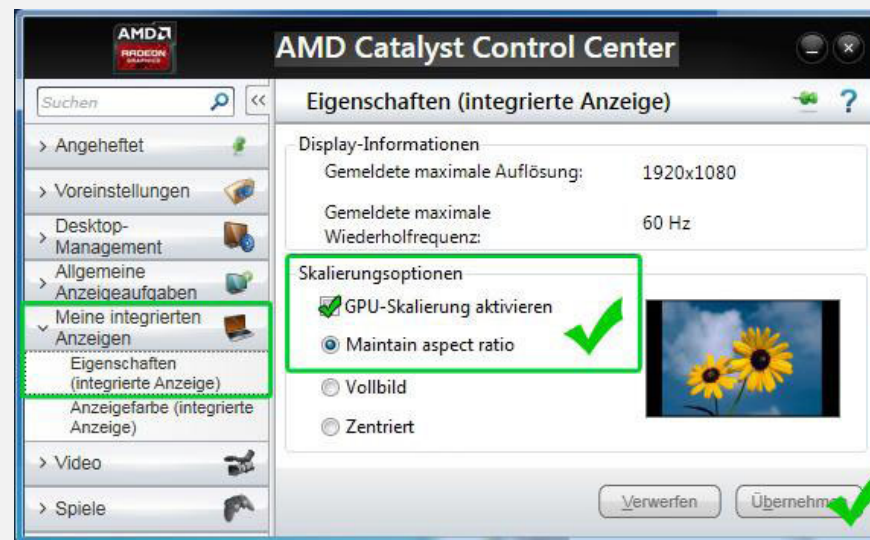 AMD
RADEON
GRAPHICS
AMD Catalyst Control Center
Suchen
<<
Eigenschaften (integrierte Anzeige)
?
> Angeheftet
> Voreinstellungen
> Desktop-
Management
> Allgemeine
Anzeigeaufgaben
Meine integrierten
Anzeigen
Eigenschaften
(integrierte Anzeige)
Anzeigefarbe (integrierte
Anzeige)
> Video
> Spiele
Display-Informationen
Gemeldete maximale Auflösung: 1920x1080
Gemeldete maximale
Wiederholfrequenz: 60 Hz
Skalierungsoptionen
GPU-Skalierung aktivieren
Maintain aspect ratio
Vollbild
Zentriert
Verwerfen
Übernehmen